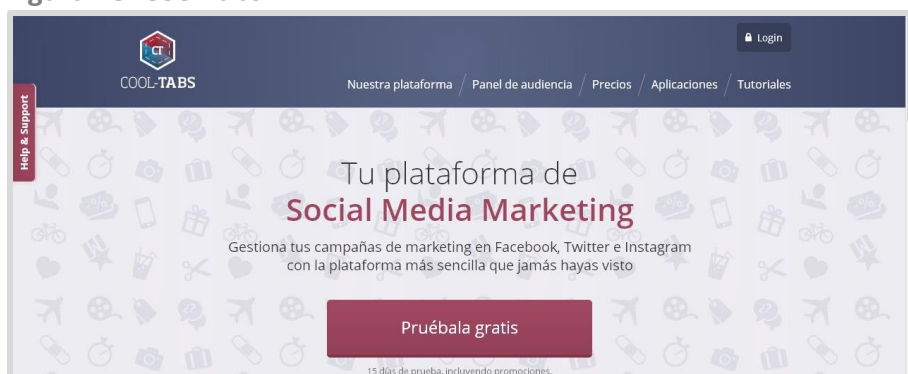 CT
COOL-TABS
Login
Nuestra plataforma / Panel de audiencia / Precios / Aplicaciones / Tutoriales
Help & Support
Tu plataforma de
Social Media Marketing
Gestiona tus campañas de marketing en Facebook, Twitter e Instagram
con la plataforma más sencilla que jamás hayas visto
Pruébala gratis
15 días de prueba, incluyendo promociones.